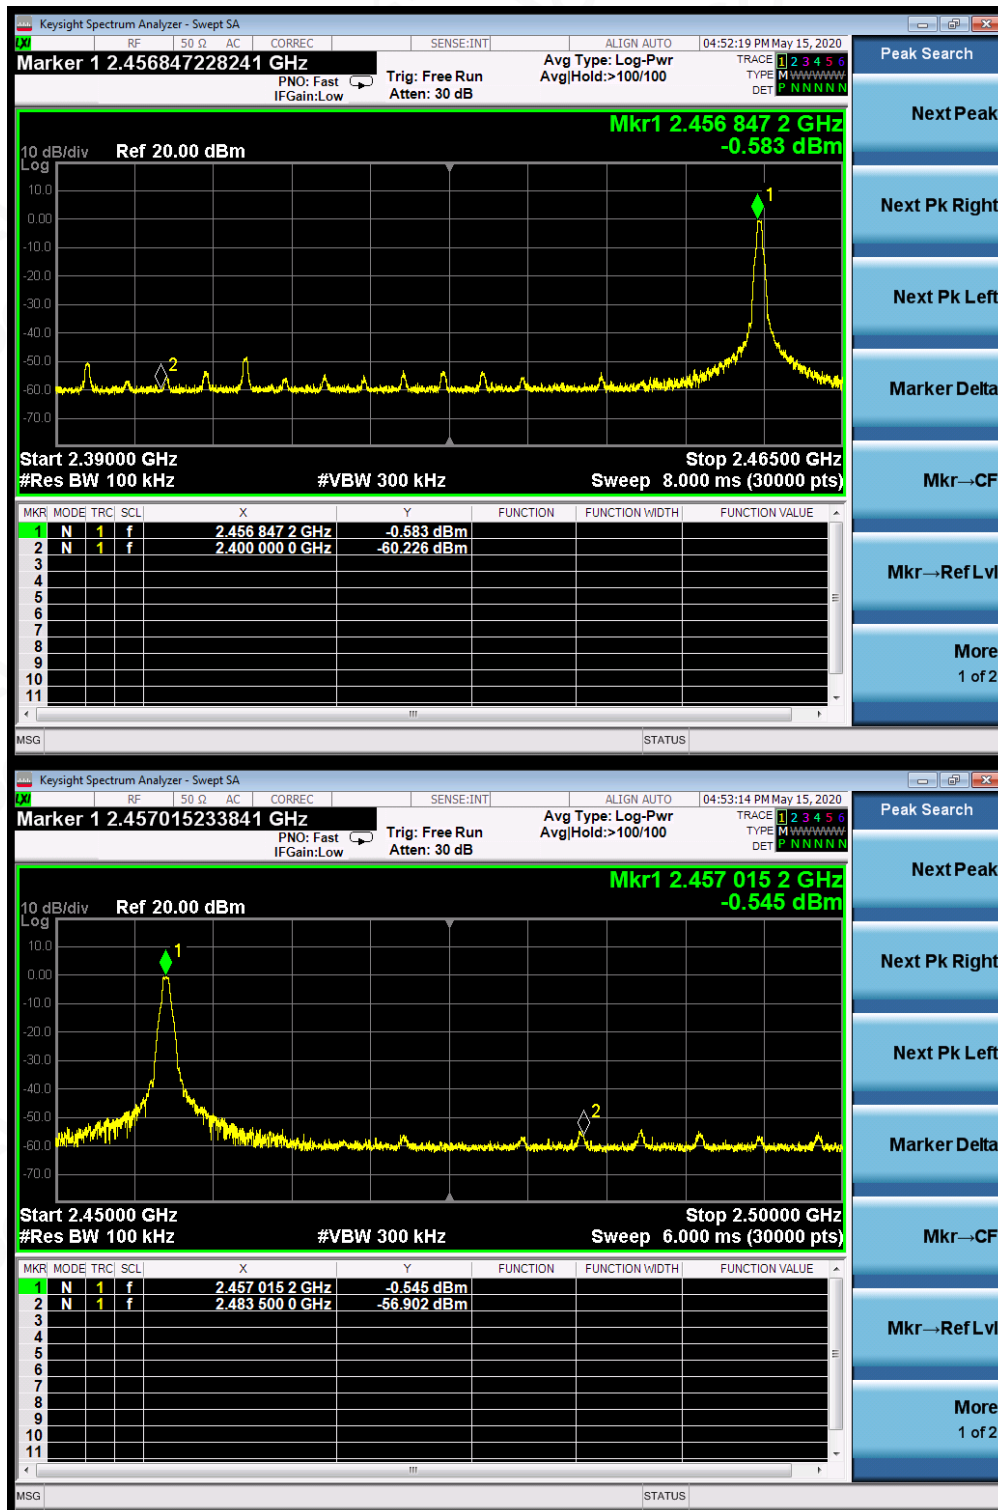 Keysight Spectrum Analyzer - Swept SA
LXI RF 50 Ω AC CORREC SENSE:INT ALIGN AUTO 04:52:19 PM May 15, 2020
Marker 1 2.456847228241 GHz
PNO: Fast
IFGain:Low
Trig: Free Run
Atten: 30 dB
Avg Type: Log-Pwr
Avg|Hold:>100/100
TRACE 1 2 3 4 5 6
TYPE M WWWWW
DET P N N N N N
Peak Search
Mkr1 2.456 847 2 GHz
-0.583 dBm
10 dB/div Ref 20.00 dBm
Log
10.0
0.00
-10.0
-20.0
-30.0
-40.0
-50.0
-60.0
-70.0
1
2
Start 2.39000 GHz Stop 2.46500 GHz
#Res BW 100 kHz #VBW 300 kHz Sweep 8.000 ms (30000 pts)
MKR MODE TRC SCL X Y FUNCTION FUNCTION WIDTH FUNCTION VALUE
1 N 1 f 2.456 847 2 GHz -0.583 dBm
2 N 1 f 2.400 000 0 GHz -60.226 dBm
3
4
5
6
7
8
9
10
11
MSG STATUS
Next Peak
Next Pk Right
Next Pk Left
Marker Delta
Mkr→CF
Mkr→Ref Lvl
More
1 of 2
Keysight Spectrum Analyzer - Swept SA
LXI RF 50 Ω AC CORREC SENSE:INT ALIGN AUTO 04:53:14 PM May 15, 2020
Marker 1 2.457015233841 GHz
PNO: Fast
IFGain:Low
Trig: Free Run
Atten: 30 dB
Avg Type: Log-Pwr
Avg|Hold:>100/100
TRACE 1 2 3 4 5 6
TYPE M WWWWW
DET P N N N N N
Peak Search
Mkr1 2.457 015 2 GHz
-0.545 dBm
10 dB/div Ref 20.00 dBm
Log
10.0
0.00
-10.0
-20.0
-30.0
-40.0
-50.0
-60.0
-70.0
1
2
Start 2.45000 GHz Stop 2.50000 GHz
#Res BW 100 kHz #VBW 300 kHz Sweep 6.000 ms (30000 pts)
MKR MODE TRC SCL X Y FUNCTION FUNCTION WIDTH FUNCTION VALUE
1 N 1 f 2.457 015 2 GHz -0.545 dBm
2 N 1 f 2.483 500 0 GHz -56.902 dBm
3
4
5
6
7
8
9
10
11
MSG STATUS
Next Peak
Next Pk Right
Next Pk Left
Marker Delta
Mkr→CF
Mkr→Ref Lvl
More
1 of 2